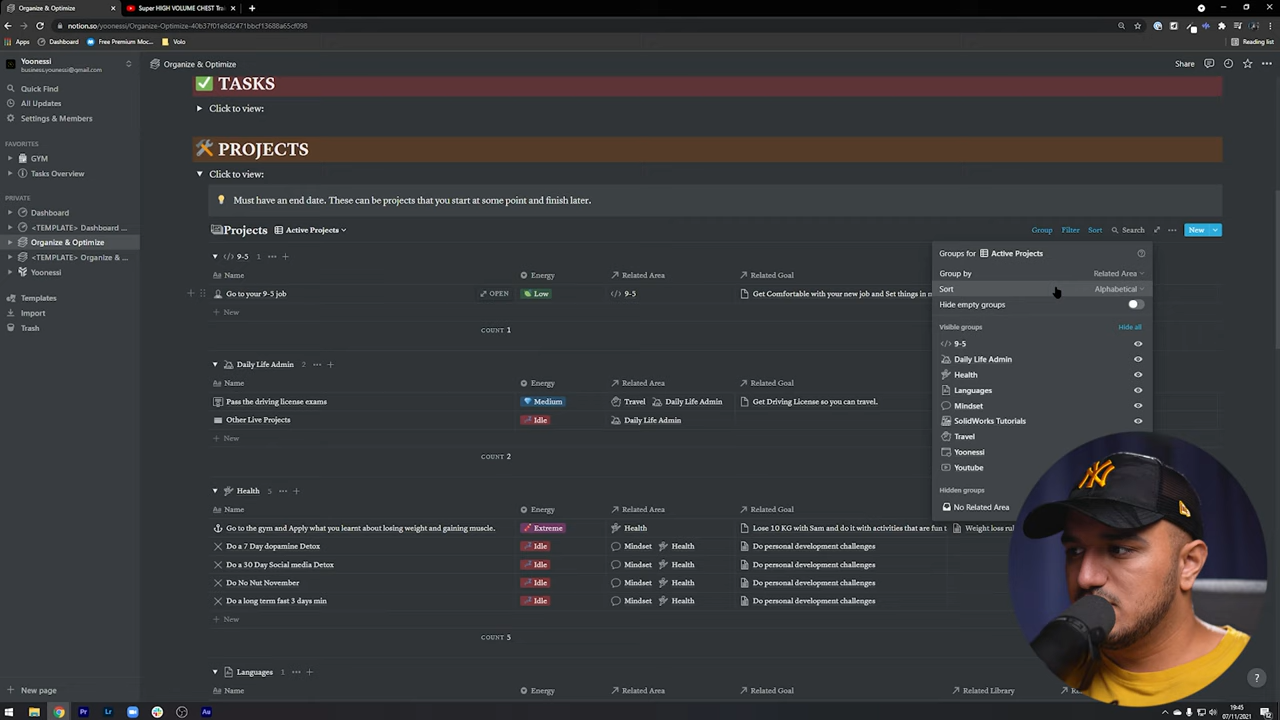 Organize & Optimize
Super HIGH VOLUME CHEST Tra
notion.so/yoonessi/Organize-Optimize-40b37f01e8d2471bbcf13688a65cf098
Apps
Dashboard
Free Premium Moc...
Volo
Reading list
Yoonessi
business.younessi@gmail.com
Organize & Optimize
Share
Quick Find
All Updates
Settings & Members
FAVORITES
GYM
Tasks Overview
PRIVATE
Dashboard
<TEMPLATE> Dashboard ...
Organize & Optimize
<TEMPLATE> Organize & ...
Yoonessi
Templates
Import
Trash
New page
TASKS
Click to view:
PROJECTS
Click to view:
Must have an end date. These can be projects that you start at some point and finish later.
Projects
Active Projects
Group
Filter
Sort
Search
New
9-5 1
Name Energy Related Area Related Goal
Go to your 9-5 job OPEN Low 9-5 Get Comfortable with your new job and Set things in m
New
COUNT 1
Daily Life Admin 2
Name Energy Related Area Related Goal
Pass the driving license exams Medium Travel Daily Life Admin Get Driving License so you can travel.
Other Live Projects Idle Daily Life Admin
New
COUNT 2
Health 5
Name Energy Related Area Related Goal
Go to the gym and Apply what you learnt about losing weight and gaining muscle. Extreme Health Lose 10 KG with Sam and do it with activities that are fun t Weight loss rul
Do a 7 Day dopamine Detox Idle Mindset Health Do personal development challenges
Do a 30 Day Social media Detox Idle Mindset Health Do personal development challenges
Do No Nut November Idle Mindset Health Do personal development challenges
Do a long term fast 3 days min Idle Mindset Health Do personal development challenges
New
COUNT 5
Languages 1
Name Energy Related Area Related Goal Related Library
Groups for Active Projects
Group by Related Area
Sort Alphabetical
Hide empty groups
Visible groups Hide all
9-5
Daily Life Admin
Health
Languages
Mindset
SolidWorks Tutorials
Travel
Yoonessi
Youtube
Hidden groups
No Related Area
19:45
07/11/2021